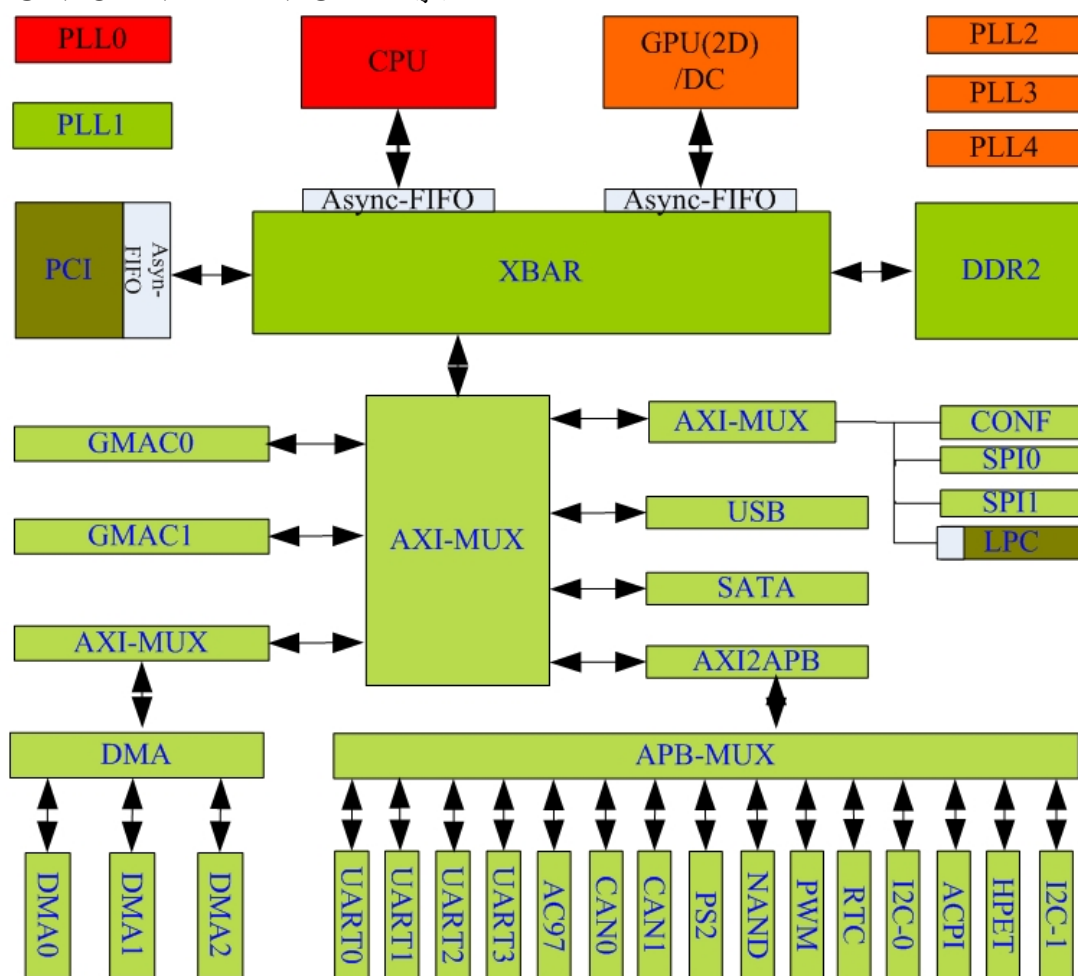 PLL0
CPU
GPU(2D)
/DC
PLL2
PLL3
PLL4
PLL1
Async-FIFO
Async-FIFO
PCI
Asyn-
FIFO
XBAR
DDR2
AXI-MUX
GMAC0
GMAC1
AXI-MUX
AXI-MUX
USB
SATA
AXI2APB
CONF
SPI0
SPI1
LPC
DMA
APB-MUX
DMA0
DMA1
DMA2
UART0
UART1
UART2
UART3
AC97
CAN0
CAN1
PS2
NAND
PWM
RTC
I2C-0
ACPI
HPET
I2C-1